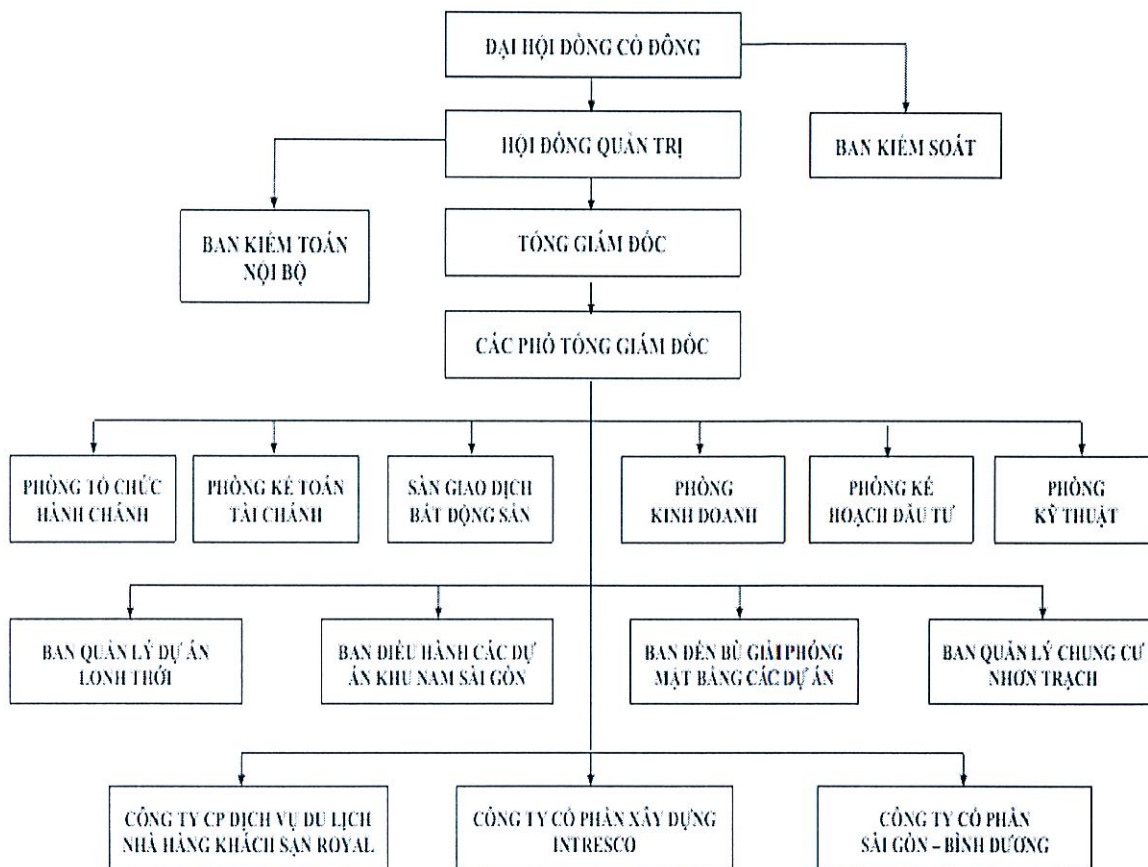 ĐẠI HỘI ĐỒNG CỔ ĐÔNG
HỘI ĐỒNG QUẢN TRỊ
BAN KIỂM SOÁT
BAN KIỂM TOÁN
NỘI BỘ
TỔNG GIÁM ĐỐC
CÁC PHÓ TỔNG GIÁM ĐỐC
PHÒNG TỔ CHỨC
HÀNH CHÁNH
PHÒNG KẾ TOÁN
TÀI CHÁNH
SÀN GIAO DỊCH
BẤT ĐỘNG SẢN
PHÒNG
KINH DOANH
PHÒNG KẾ
HOẠCH ĐẦU TƯ
PHÒNG
KỸ THUẬT
BAN QUẢN LÝ DỰ ÁN
LONH THỚI
BAN ĐIỀU HÀNH CÁC DỰ
ÁN KHU NAM SÀI GÒN
BAN ĐỀN BÙ GIẢI PHÓNG
MẶT BẰNG CÁC DỰ ÁN
BAN QUẢN LÝ CHUNG CƯ
NHƠN TRẠCH
CÔNG TY CP DỊCH VỤ DU LỊCH
NHÀ HÀNG KHÁCH SẠN ROYAL
CÔNG TY CỔ PHẦN XÂY DỰNG
INTRESCO
CÔNG TY CỔ PHẦN
SÀI GÒN – BÌNH DƯƠNG